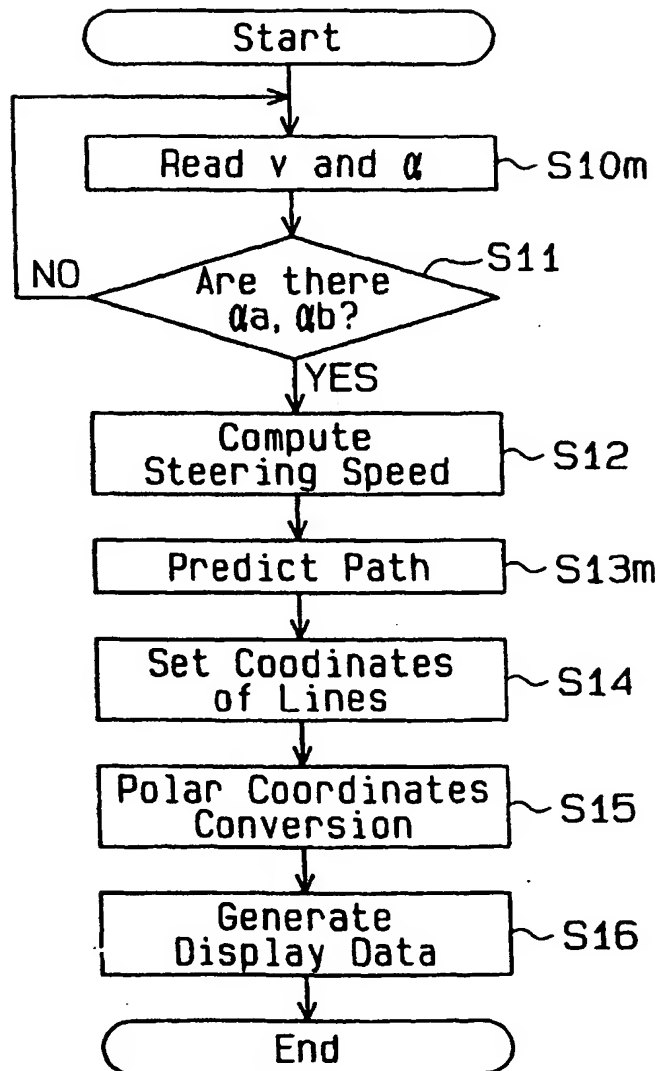 Start
Read v and α
S10m
Are there
αa, αb?
S11
NO
YES
Compute
Steering Speed
S12
Predict Path
S13m
Set Coodinates
of Lines
S14
Polar Coordinates
Conversion
S15
Generate
Display Data
S16
End